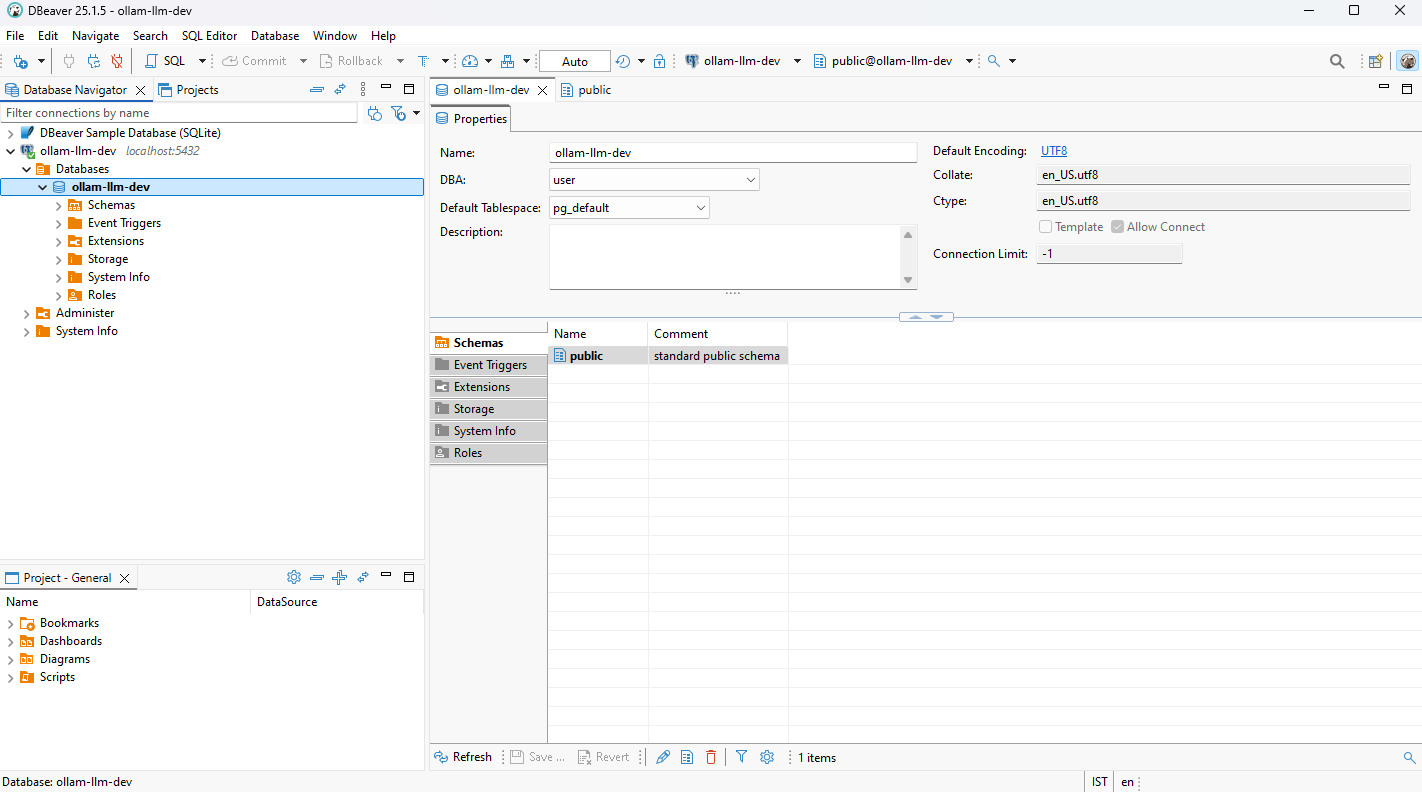 DBeaver 25.1.5 - ollam-llm-dev
File Edit Navigate Search SQL Editor Database Window Help
SQL Commit Rollback T Auto ollam-llm-dev public@ollam-llm-dev
Database Navigator Projects
Filter connections by name
DBeaver Sample Database (SQLite)
ollam-llm-dev localhost:5432
Databases
ollam-llm-dev
Schemas
Event Triggers
Extensions
Storage
System Info
Roles
Administer
System Info
Project - General
Name DataSource
Bookmarks
Dashboards
Diagrams
Scripts
ollam-llm-dev public
Properties
Name: ollam-llm-dev
DBA: user
Default Tablespace: pg_default
Description:
Default Encoding: UTF8
Collate: en_US.utf8
Ctype: en_US.utf8
Template Allow Connect
Connection Limit: -1
Schemas
Event Triggers
Extensions
Storage
System Info
Roles
Name Comment
public standard public schema
Refresh Save ... Revert 1 items
Database: ollam-llm-dev IST en